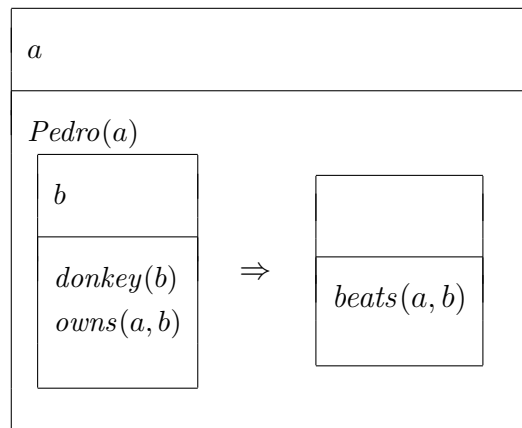 a
Pedro(a)
b
donkey(b)
owns(a, b)
⇒
beats(a, b)